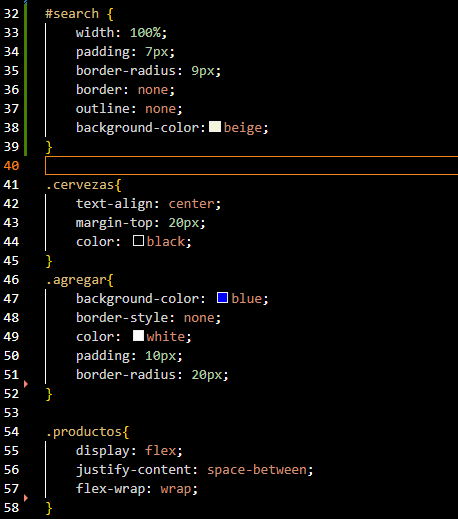 32 #search {
33     width: 100%;
34     padding: 7px;
35     border-radius: 9px;
36     border: none;
37     outline: none;
38     background-color: beige;
39 }
40
41 .cervezas{
42     text-align: center;
43     margin-top: 20px;
44     color: black;
45 }
46 .agregar{
47     background-color: blue;
48     border-style: none;
49     color: white;
50     padding: 10px;
51     border-radius: 20px;
52 }
53
54 .productos{
55     display: flex;
56     justify-content: space-between;
57     flex-wrap: wrap;
58 }